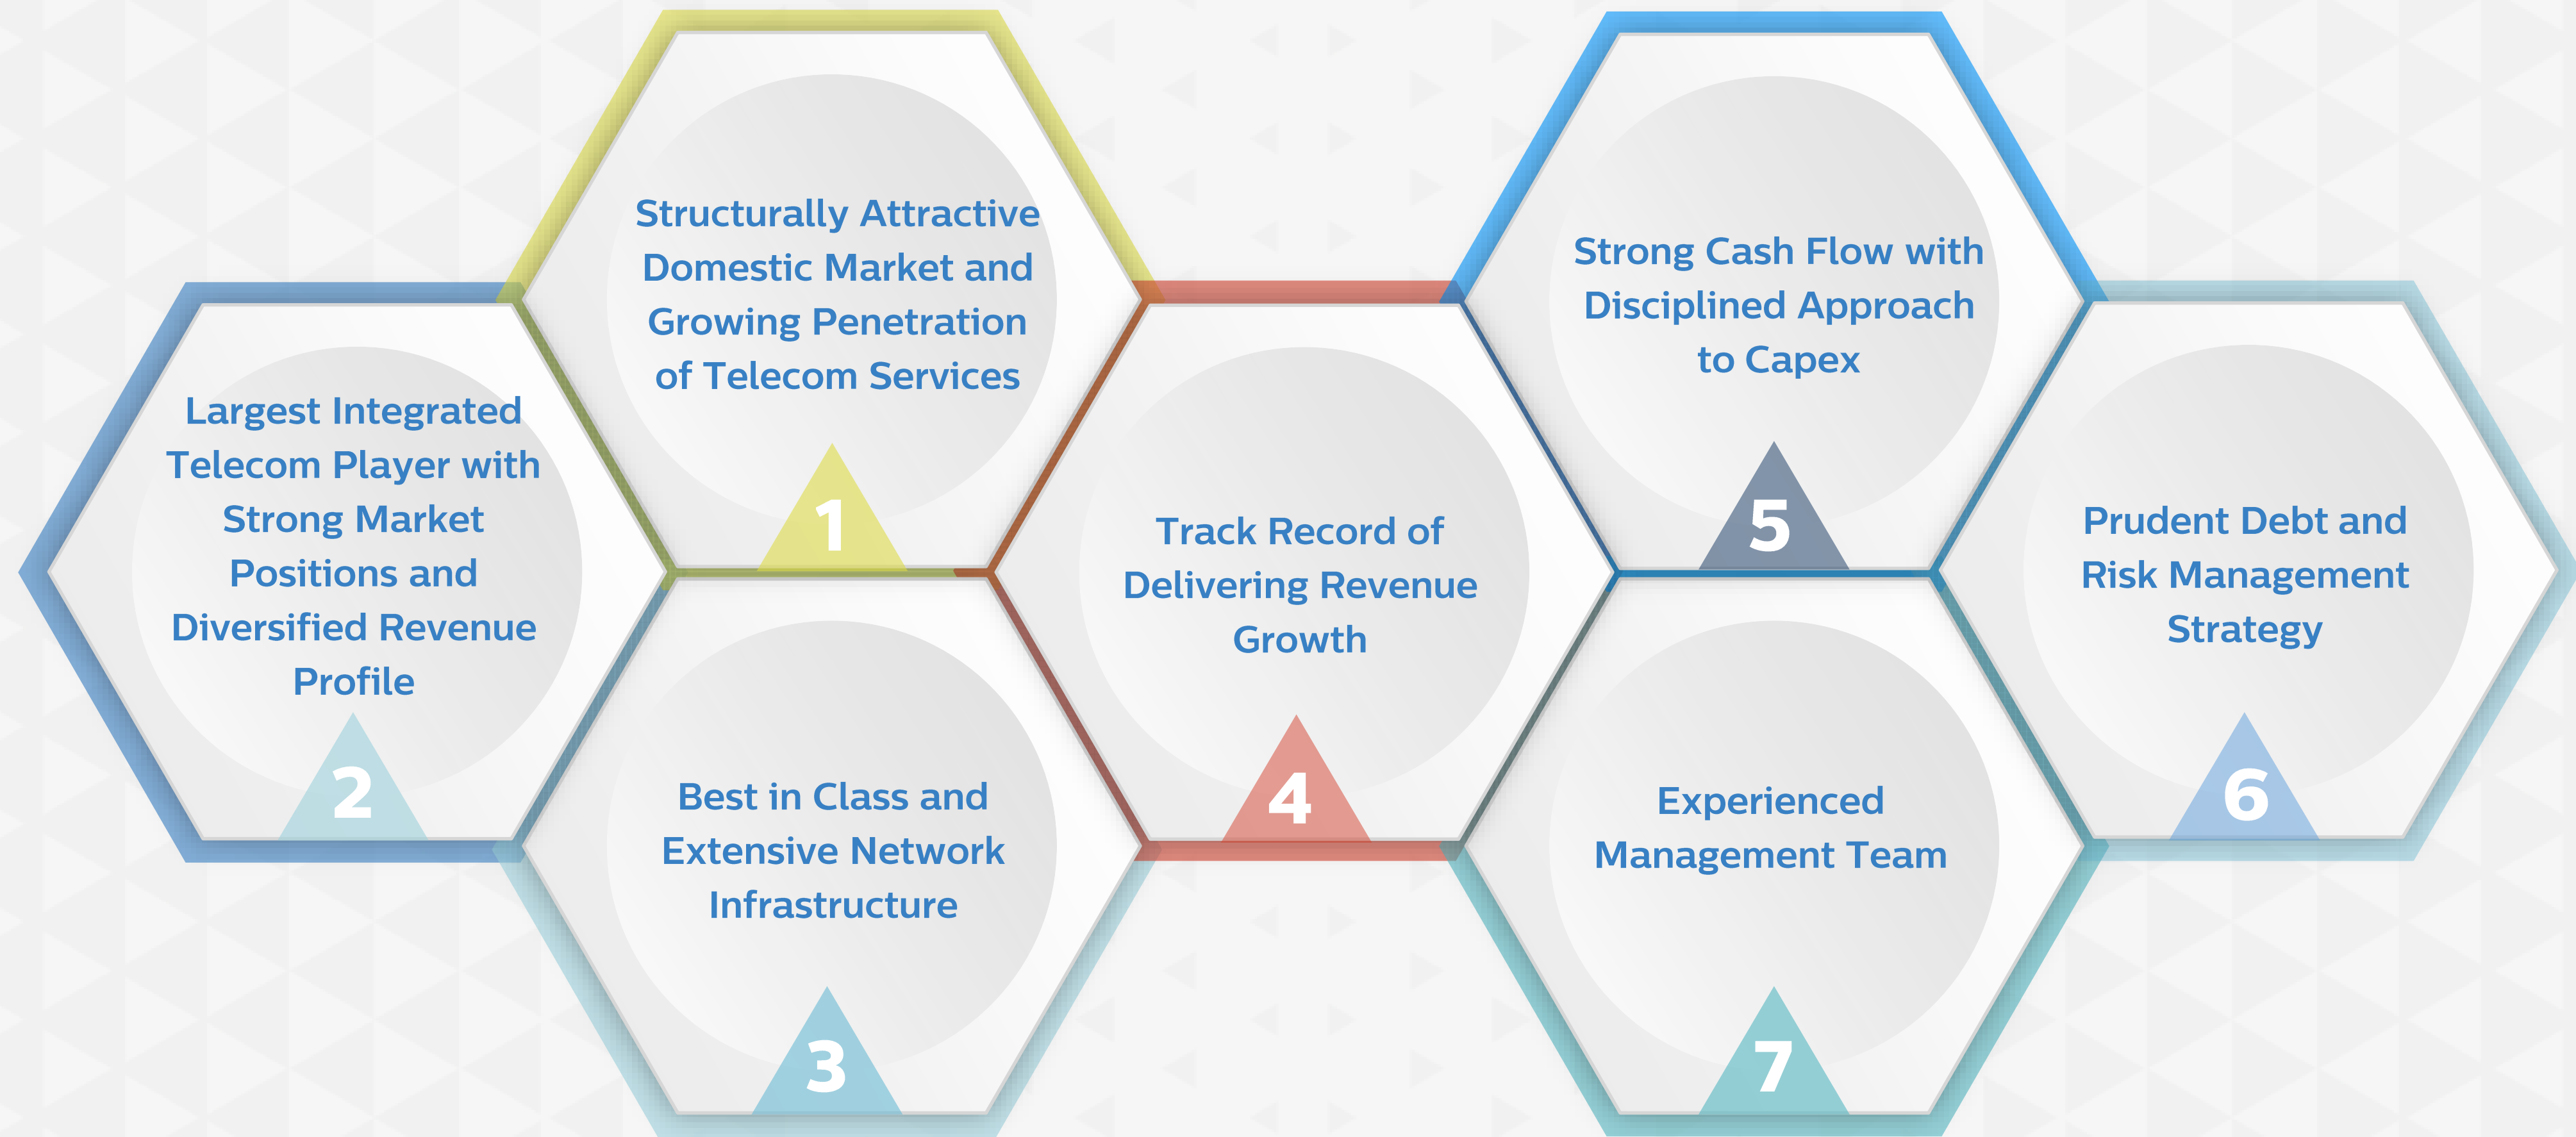 Structurally Attractive
Domestic Market and
Growing Penetration
of Telecom Services
1
Largest Integrated
Telecom Player with
Strong Market
Positions and
Diversified Revenue
Profile
2
Best in Class and
Extensive Network
Infrastructure
3
Track Record of
Delivering Revenue
Growth
4
Strong Cash Flow with
Disciplined Approach
to Capex
5
Prudent Debt and
Risk Management
Strategy
6
Experienced
Management Team
7